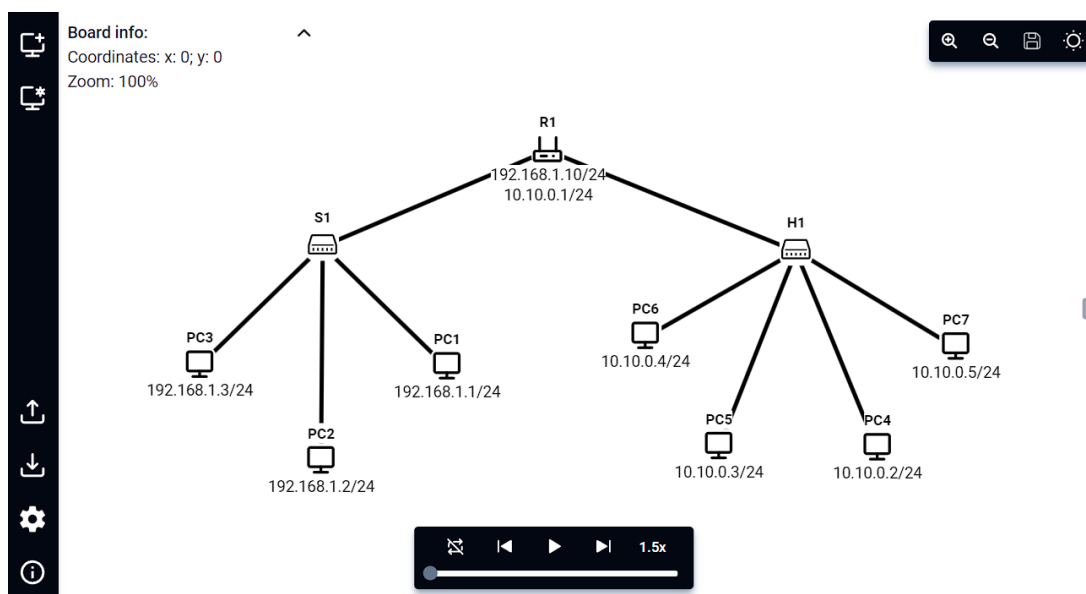 Board info:
Coordinates: x: 0; y: 0
Zoom: 100%
R1
192.168.1.10/24
10.10.0.1/24
S1
H1
PC3
192.168.1.3/24
PC1
192.168.1.1/24
PC2
192.168.1.2/24
PC6
10.10.0.4/24
PC7
10.10.0.5/24
PC5
10.10.0.3/24
PC4
10.10.0.2/24
1.5x